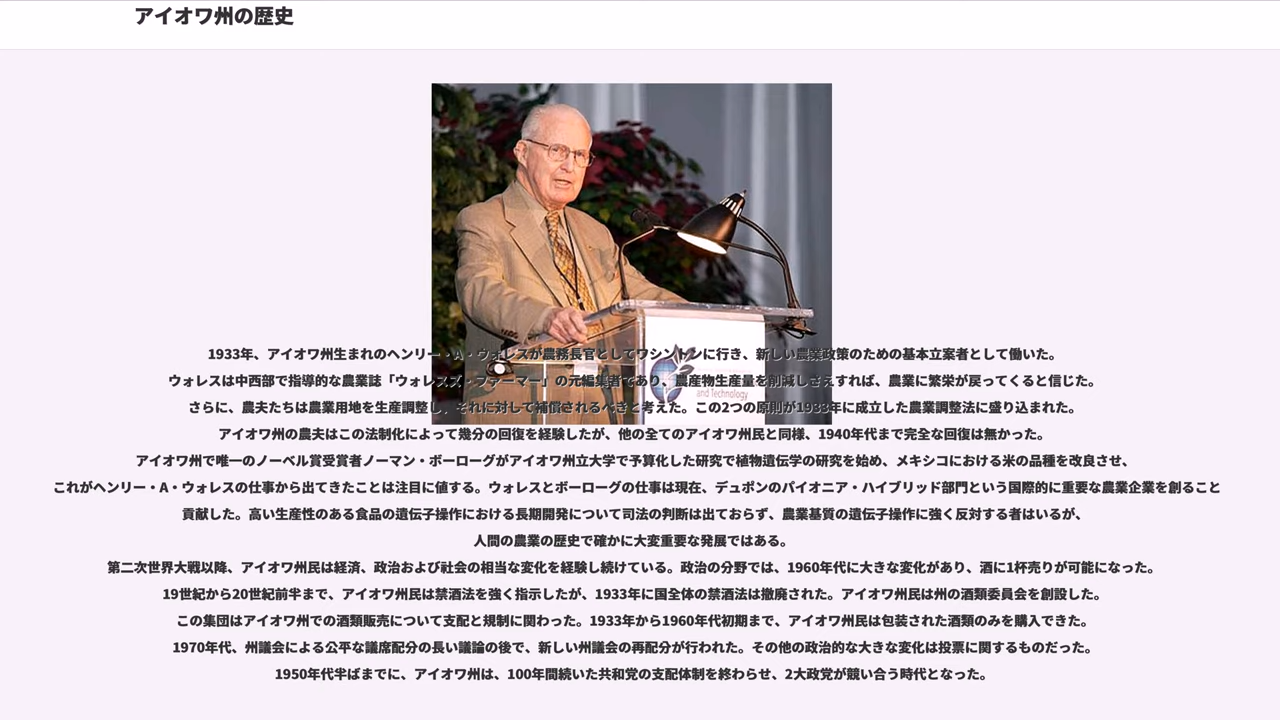 アイオワ州の歴史
and Technology
1933年、アイオワ州生まれのヘンリー・A・ウォレスが農務長官としてワシントンに行き、新しい農業政策のための基本立案者として働いた。
ウォレスは中西部で指導的な農業誌「ウォレスズ・ファーマー」の元編集者であり、農産物生産量を削減しさえすれば、農業に繁栄が戻ってくると信じた。
さらに、農夫たちは農業用地を生産調整し、それに対して補償されるべきと考えた。この2つの原則が1933年に成立した農業調整法に盛り込まれた。
アイオワ州の農夫はこの法制化によって幾分の回復を経験したが、他の全てのアイオワ州民と同様、1940年代まで完全な回復は無かった。
アイオワ州で唯一のノーベル賞受賞者ノーマン・ボーローグがアイオワ州立大学で予算化した研究で植物遺伝学の研究を始め、メキシコにおける米の品種を改良させ、
これがヘンリー・A・ウォレスの仕事から出てきたことは注目に値する。ウォレスとボーローグの仕事は現在、デュポンのパイオニア・ハイブリッド部門という国際的に重要な農業企業を創ること
貢献した。高い生産性のある食品の遺伝子操作における長期開発について司法の判断は出ておらず、農業基質の遺伝子操作に強く反対する者はいるが、
人間の農業の歴史で確かに大変重要な発展ではある。
第二次世界大戦以降、アイオワ州民は経済、政治および社会の相当な変化を経験し続けている。政治の分野では、1960年代に大きな変化があり、酒に1杯売りが可能になった。
19世紀から20世紀前半まで、アイオワ州民は禁酒法を強く指示したが、1933年に国全体の禁酒法は撤廃された。アイオワ州民は州の酒類委員会を創設した。
この集団はアイオワ州での酒類販売について支配と規制に関わった。1933年から1960年代初期まで、アイオワ州民は包装された酒類のみを購入できた。
1970年代、州議会による公平な議席配分の長い議論の後で、新しい州議会の再配分が行われた。その他の政治的な大きな変化は投票に関するものだった。
1950年代半ばまでに、アイオワ州は、100年間続いた共和党の支配体制を終わらせ、2大政党が競い合う時代となった。